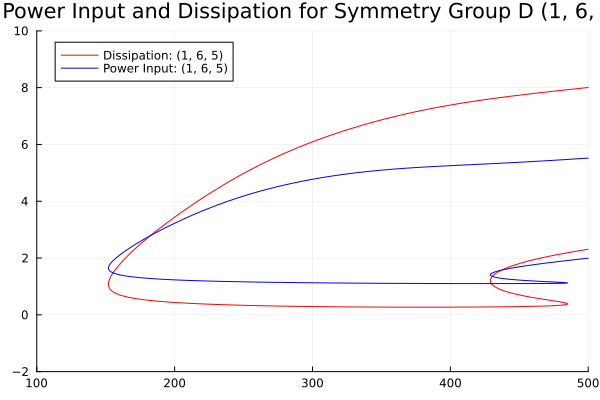 Power Input and Dissipation for Symmetry Group D (1, 6,
10
8
6
4
2
0
−2
Dissipation: (1, 6, 5)
Power Input: (1, 6, 5)
100 200 300 400 500